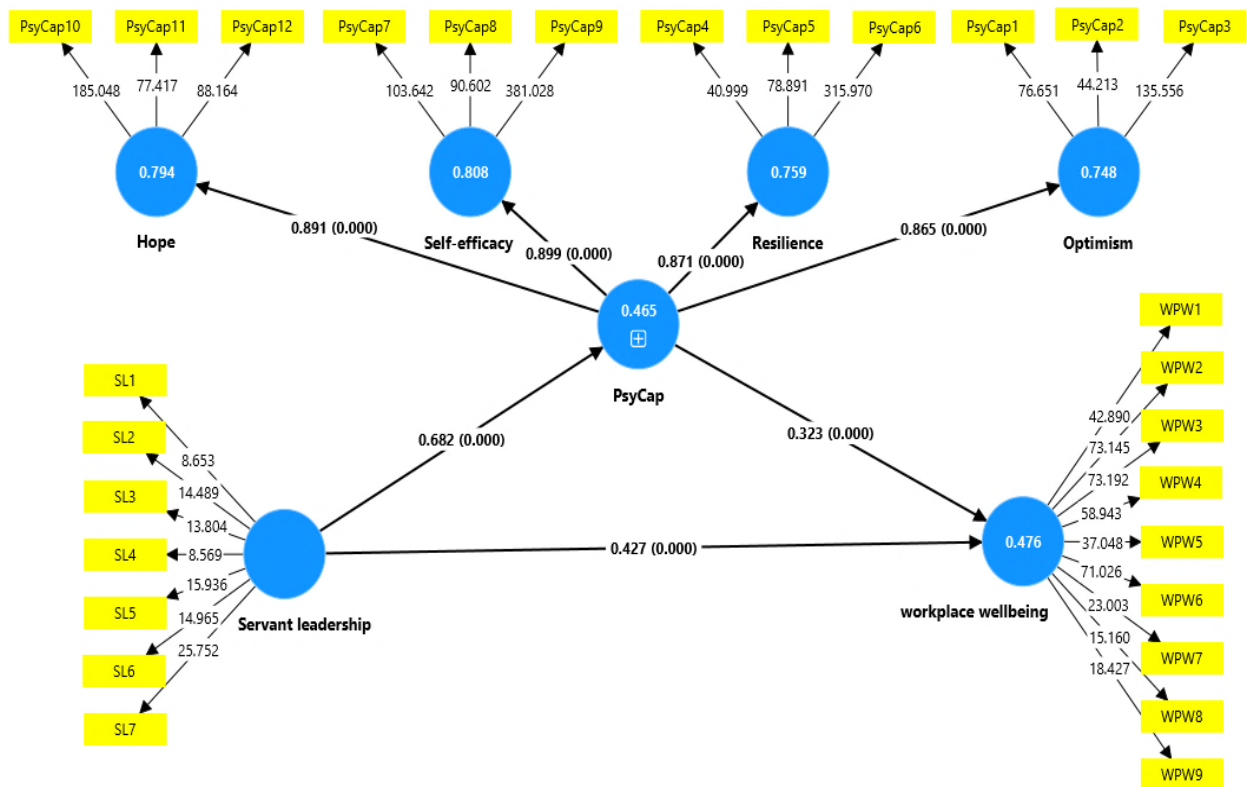 PsyCap10
PsyCap11
PsyCap12
PsyCap7
PsyCap8
PsyCap9
PsyCap4
PsyCap5
PsyCap6
PsyCap1
PsyCap2
PsyCap3
185.048
77.417
88.164
103.642
90.602
381.028
40.999
78.891
315.970
76.651
44.213
135.556
0.794
0.808
0.759
0.748
Hope
Self-efficacy
Resilience
Optimism
0.891 (0.000)
0.899 (0.000)
0.871 (0.000)
0.865 (0.000)
0.465
PsyCap
0.682 (0.000)
0.323 (0.000)
0.427 (0.000)
SL1
SL2
SL3
SL4
SL5
SL6
SL7
8.653
14.489
13.804
8.569
15.936
14.965
25.752
Servant leadership
0.476
workplace wellbeing
42.890
73.145
73.192
58.943
37.048
71.026
23.003
15.160
18.427
WPW1
WPW2
WPW3
WPW4
WPW5
WPW6
WPW7
WPW8
WPW9